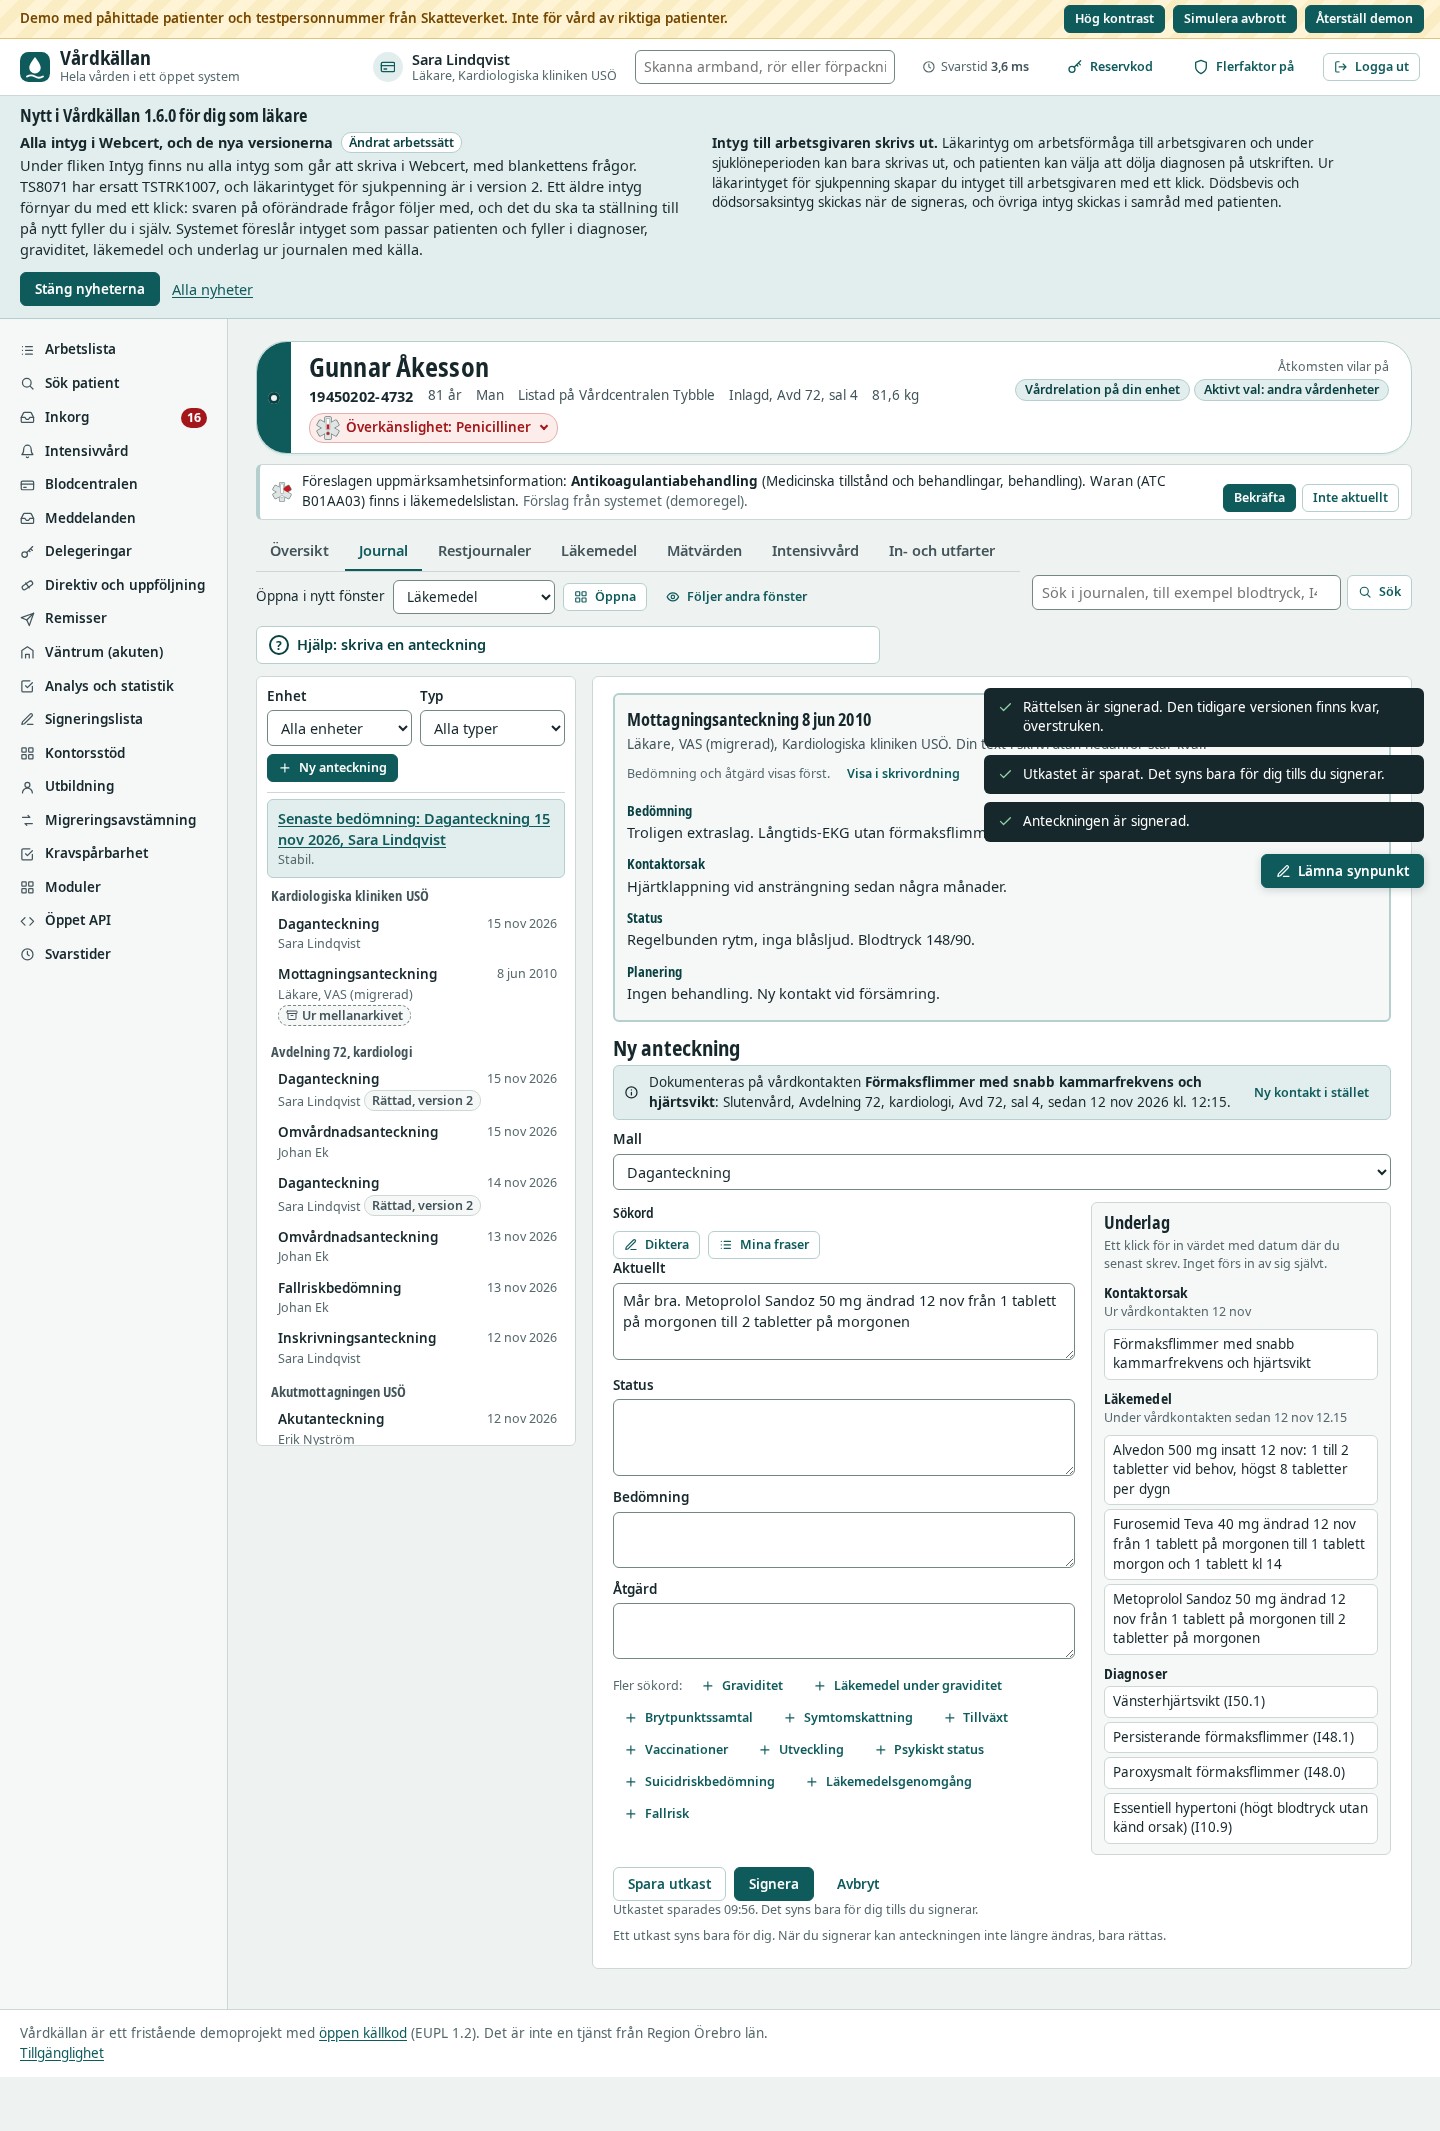 Demo med påhittade patienter och testpersonnummer från Skatteverket. Inte för vård av riktiga patienter.
Hög kontrast
Simulera avbrott
Återställ demon
Vårdkällan
Hela vården i ett öppet system
Sara Lindqvist
Läkare, Kardiologiska kliniken USÖ
Skanna armband, rör eller förpackni
Svarstid 3,6 ms
Reservkod
Flerfaktor på
Logga ut
Nytt i Vårdkällan 1.6.0 för dig som läkare
Alla intyg i Webcert, och de nya versionerna
Ändrat arbetssätt
Under fliken Intyg finns nu alla intyg som går att skriva i Webcert, med blankettens frågor.
TS8071 har ersatt TSTRK1007, och läkarintyget för sjukpenning är i version 2. Ett äldre intyg
förnyar du med ett klick: svaren på oförändrade frågor följer med, och det du ska ta ställning till
på nytt fyller du i själv. Systemet föreslår intyget som passar patienten och fyller i diagnoser,
graviditet, läkemedel och underlag ur journalen med källa.
Intyg till arbetsgivaren skrivs ut. Läkarintyg om arbetsförmåga till arbetsgivaren och under
sjuklöneperioden kan bara skrivas ut, och patienten kan välja att dölja diagnosen på utskriften. Ur
läkarintyget för sjukpenning skapar du intyget till arbetsgivaren med ett klick. Dödsbevis och
dödsorsaksintyg skickas när de signeras, och övriga intyg skickas i samråd med patienten.
Stäng nyheterna
Alla nyheter
Arbetslista
Sök patient
Inkorg
16
Intensivvård
Blodcentralen
Meddelanden
Delegeringar
Direktiv och uppföljning
Remisser
Väntrum (akuten)
Analys och statistik
Signeringslista
Kontorsstöd
Utbildning
Migreringsavstämning
Kravspårbarhet
Moduler
Öppet API
Svarstider
Gunnar Åkesson
19450202-4732
81 år
Man
Listad på Vårdcentralen Tybble
Inlagd, Avd 72, sal 4
81,6 kg
Överkänslighet: Penicilliner
Åtkomsten vilar på
Vårdrelation på din enhet
Aktivt val: andra vårdenheter
Föreslagen uppmärksamhetsinformation: Antikoagulantiabehandling (Medicinska tillstånd och behandlingar, behandling). Waran (ATC
B01AA03) finns i läkemedelslistan. Förslag från systemet (demoregel).
Bekräfta
Inte aktuellt
Översikt
Journal
Restjournaler
Läkemedel
Mätvärden
Intensivvård
In- och utfarter
Öppna i nytt fönster
Läkemedel
Öppna
Följer andra fönster
Sök i journalen, till exempel blodtryck, I4
Sök
Hjälp: skriva en anteckning
Enhet
Typ
Alla enheter
Alla typer
Ny anteckning
Senaste bedömning: Daganteckning 15
nov 2026, Sara Lindqvist
Stabil.
Kardiologiska kliniken USÖ
Daganteckning
15 nov 2026
Sara Lindqvist
Mottagningsanteckning
8 jun 2010
Läkare, VAS (migrerad)
Ur mellanarkivet
Avdelning 72, kardiologi
Daganteckning
15 nov 2026
Sara Lindqvist
Rättad, version 2
Omvårdnadsanteckning
15 nov 2026
Johan Ek
Daganteckning
14 nov 2026
Sara Lindqvist
Rättad, version 2
Omvårdnadsanteckning
13 nov 2026
Johan Ek
Fallriskbedömning
13 nov 2026
Johan Ek
Inskrivningsanteckning
12 nov 2026
Sara Lindqvist
Akutmottagningen USÖ
Akutanteckning
12 nov 2026
Erik Nyström
Mottagningsanteckning 8 jun 2010
Läkare, VAS (migrerad), Kardiologiska kliniken USÖ. Din
Bedömning och åtgärd visas först.
Visa i skrivordning
Bedömning
Troligen extraslag. Långtids-EKG utan förmaksflimm
Kontaktorsak
Hjärtklappning vid ansträngning sedan några månader.
Status
Regelbunden rytm, inga blåsljud. Blodtryck 148/90.
Planering
Ingen behandling. Ny kontakt vid försämring.
Rättelsen är signerad. Den tidigare versionen finns kvar,
överstruken.
Utkastet är sparat. Det syns bara för dig tills du signerar.
Anteckningen är signerad.
Lämna synpunkt
Ny anteckning
Dokumenteras på vårdkontakten Förmaksflimmer med snabb kammarfrekvens och
hjärtsvikt: Slutenvård, Avdelning 72, kardiologi, Avd 72, sal 4, sedan 12 nov 2026 kl. 12:15.
Ny kontakt i stället
Mall
Daganteckning
Sökord
Diktera
Mina fraser
Aktuellt
Mår bra. Metoprolol Sandoz 50 mg ändrad 12 nov från 1 tablett
på morgonen till 2 tabletter på morgonen
Status
Bedömning
Åtgärd
Fler sökord:
Graviditet
Läkemedel under graviditet
Brytpunktssamtal
Symtomskattning
Tillväxt
Vaccinationer
Utveckling
Psykiskt status
Suicidriskbedömning
Läkemedelsgenomgång
Fallrisk
Underlag
Ett klick för in värdet med datum där du
senast skrev. Inget förs in av sig självt.
Kontaktorsak
Ur vårdkontakten 12 nov
Förmaksflimmer med snabb
kammarfrekvens och hjärtsvikt
Läkemedel
Under vårdkontakten sedan 12 nov 12.15
Alvedon 500 mg insatt 12 nov: 1 till 2
tabletter vid behov, högst 8 tabletter
per dygn
Furosemid Teva 40 mg ändrad 12 nov
från 1 tablett på morgonen till 1 tablett
morgon och 1 tablett kl 14
Metoprolol Sandoz 50 mg ändrad 12
nov från 1 tablett på morgonen till 2
tabletter på morgonen
Diagnoser
Vänsterhjärtsvikt (I50.1)
Persisterande förmaksflimmer (I48.1)
Paroxysmalt förmaksflimmer (I48.0)
Essentiell hypertoni (högt blodtryck utan
känd orsak) (I10.9)
Spara utkast
Signera
Avbryt
Utkastet sparades 09:56. Det syns bara för dig tills du signerar.
Ett utkast syns bara för dig. När du signerar kan anteckningen inte längre ändras, bara rättas.
Vårdkällan är ett fristående demoprojekt med öppen källkod (EUPL 1.2). Det är inte en tjänst från Region Örebro län.
Tillgänglighet